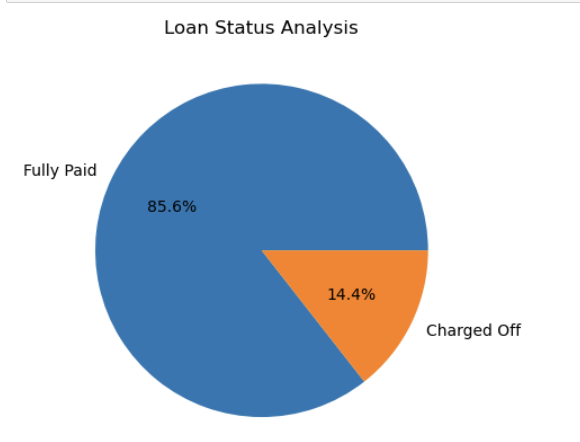 Loan Status Analysis
Fully Paid
85.6%
14.4%
Charged Off